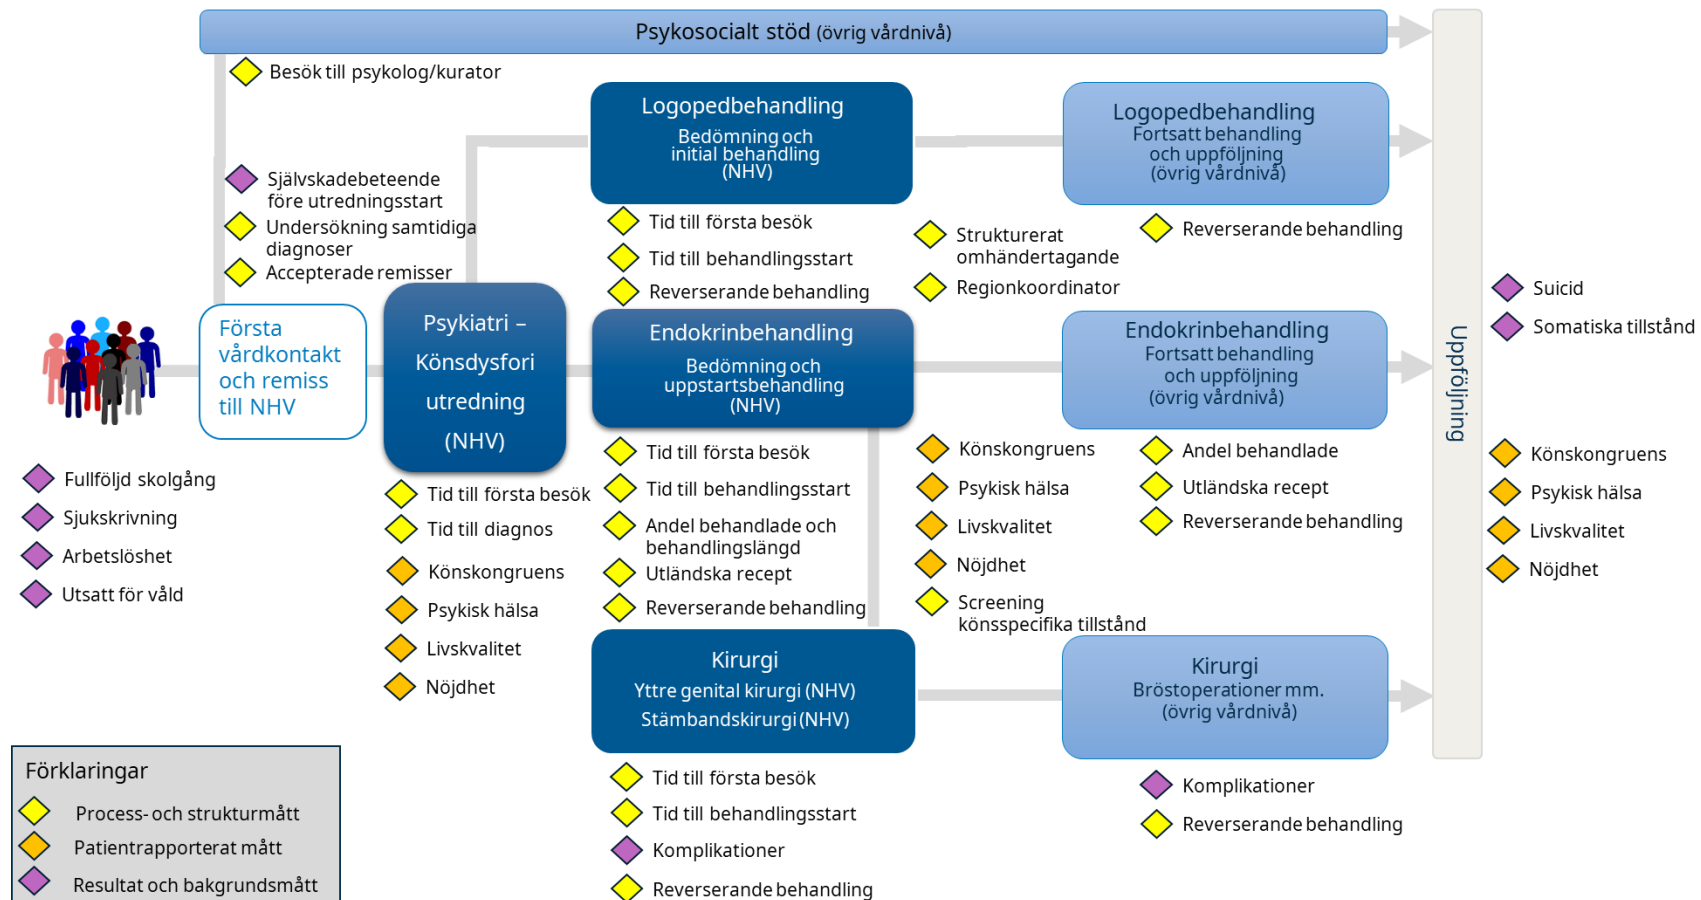 Psykosocialt stöd (övrig vårdnivå)
Besök till psykolog/kurator
Självskadebeteende
före utredningsstart
Undersökning samtidiga
diagnoser
Accepterade remisser
Första
vårdkontakt
och remiss
till NHV
Fullföljd skolgång
Sjukskrivning
Arbetslöshet
Utsatt för våld
Psykiatri –
Könsdysfori
utredning
(NHV)
Tid till första besök
Tid till diagnos
Könskongruens
Psykisk hälsa
Livskvalitet
Nöjdhet
Logopedbehandling
Bedömning och
initial behandling
(NHV)
Tid till första besök
Tid till behandlingsstart
Reverserande behandling
Endokrinbehandling
Bedömning och
uppstartsbehandling
(NHV)
Tid till första besök
Tid till behandlingsstart
Andel behandlade och
behandlingslängd
Utländska recept
Reverserande behandling
Kirurgi
Yttre genital kirurgi (NHV)
Stämbandskirurgi (NHV)
Tid till första besök
Tid till behandlingsstart
Komplikationer
Reverserande behandling
Strukturerat
omhändertagande
Regionkoordinator
Könskongruens
Psykisk hälsa
Livskvalitet
Nöjdhet
Screening
könsspecifika tillstånd
Logopedbehandling
Fortsatt behandling
och uppföljning
(övrig vårdnivå)
Reverserande behandling
Endokrinbehandling
Fortsatt behandling
och uppföljning
(övrig vårdnivå)
Andel behandlade
Utländska recept
Reverserande behandling
Kirurgi
Bröstoperationer mm.
(övrig vårdnivå)
Komplikationer
Reverserande behandling
Uppföljning
Suicid
Somatiska tillstånd
Könskongruens
Psykisk hälsa
Livskvalitet
Nöjdhet
Förklaringar
Process- och strukturmått
Patientrapporterat mått
Resultat och bakgrundsmått